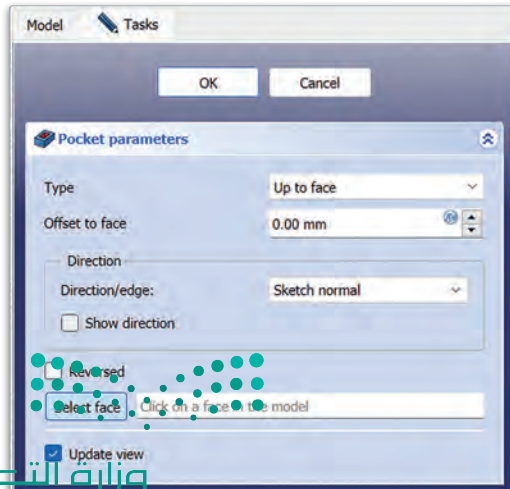 Model Tasks
OK Cancel
Pocket parameters
Type Up to face
Offset to face 0.00 mm
Direction
Direction/edge: Sketch normal
Show direction
Reversed
Select face Click on a face in the model
Update view
وزارة